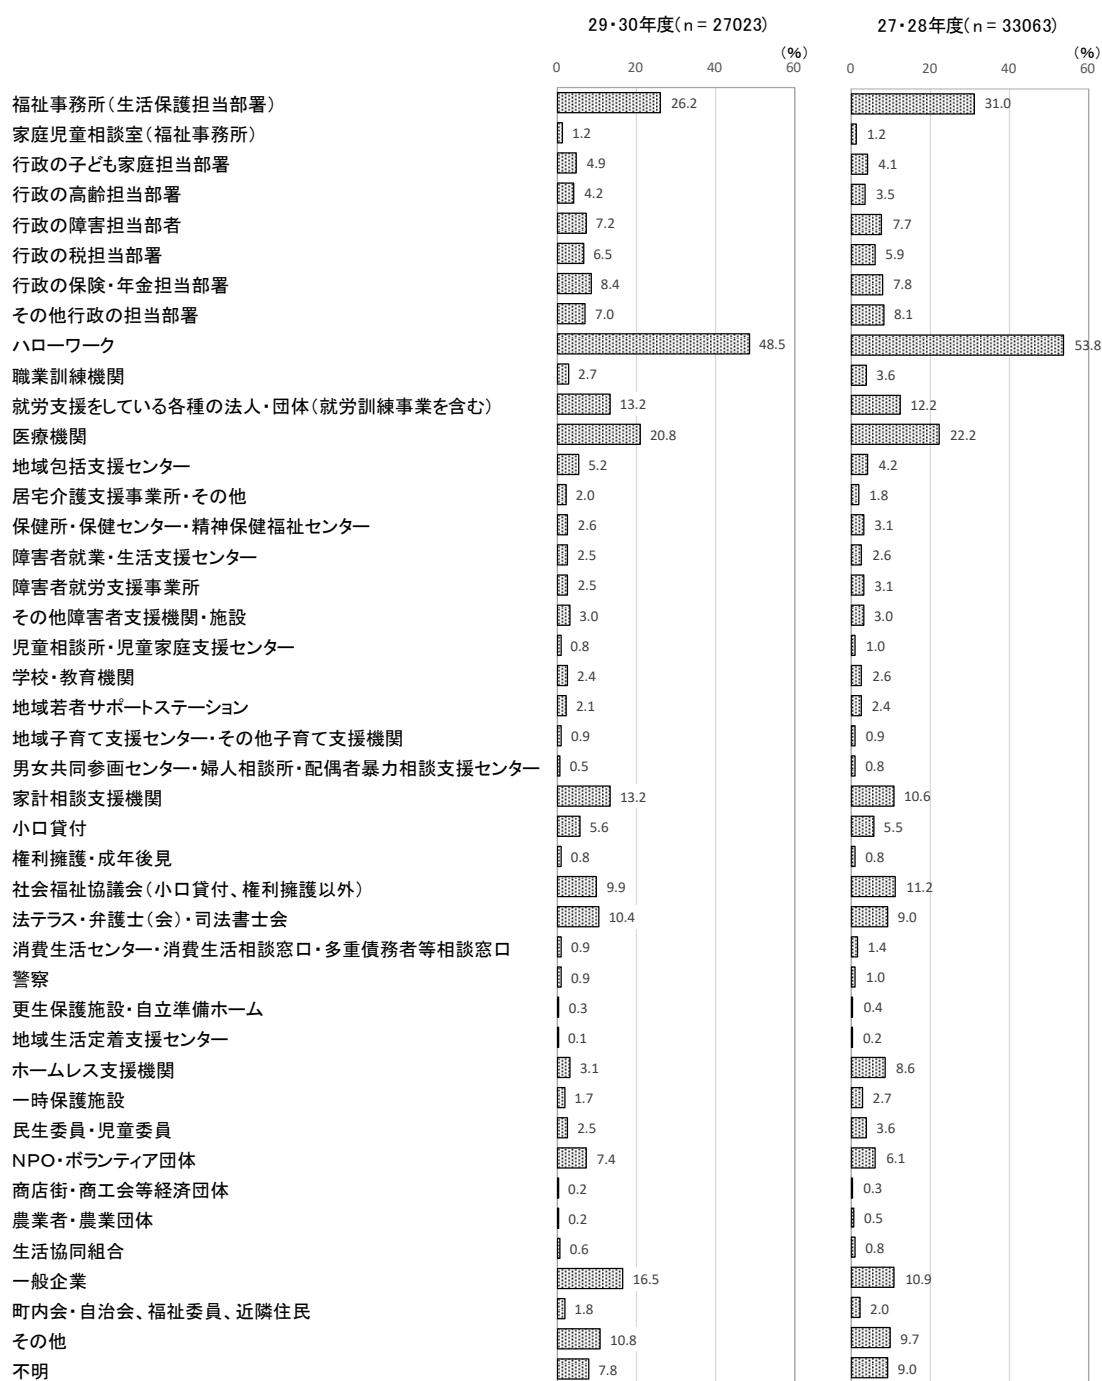 29・30年度(n = 27023) 27・28年度(n = 33063)
(%) (%)
0 20 40 60 0 20 40 60
福祉事務所(生活保護担当部署) 26.2 31.0
家庭児童相談室(福祉事務所) 1.2 1.2
行政の子ども家庭担当部署 4.9 4.1
行政の高齢担当部署 4.2 3.5
行政の障害担当部者 7.2 7.7
行政の税担当部署 6.5 5.9
行政の保険・年金担当部署 8.4 7.8
その他行政の担当部署 7.0 8.1
ハローワーク 48.5 53.8
職業訓練機関 2.7 3.6
就労支援をしている各種の法人・団体(就労訓練事業を含む) 13.2 12.2
医療機関 20.8 22.2
地域包括支援センター 5.2 4.2
居宅介護支援事業所・その他 2.0 1.8
保健所・保健センター・精神保健福祉センター 2.6 3.1
障害者就業・生活支援センター 2.5 2.6
障害者就労支援事業所 2.5 3.1
その他障害者支援機関・施設 3.0 3.0
児童相談所・児童家庭支援センター 0.8 1.0
学校・教育機関 2.4 2.6
地域若者サポートステーション 2.1 2.4
地域子育て支援センター・その他子育て支援機関 0.9 0.9
男女共同参画センター・婦人相談所・配偶者暴力相談支援センター 0.5 0.8
家計相談支援機関 13.2 10.6
小口貸付 5.6 5.5
権利擁護・成年後見 0.8 0.8
社会福祉協議会(小口貸付、権利擁護以外) 9.9 11.2
法テラス・弁護士(会)・司法書士会 10.4 9.0
消費生活センター・消費生活相談窓口・多重債務者等相談窓口 0.9 1.4
警察 0.9 1.0
更生保護施設・自立準備ホーム 0.3 0.4
地域生活定着支援センター 0.1 0.2
ホームレス支援機関 3.1 8.6
一時保護施設 1.7 2.7
民生委員・児童委員 2.5 3.6
NPO・ボランティア団体 7.4 6.1
商店街・商工会等経済団体 0.2 0.3
農業者・農業団体 0.2 0.5
生活協同組合 0.6 0.8
一般企業 16.5 10.9
町内会・自治会、福祉委員、近隣住民 1.8 2.0
その他 10.8 9.7
不明 7.8 9.0